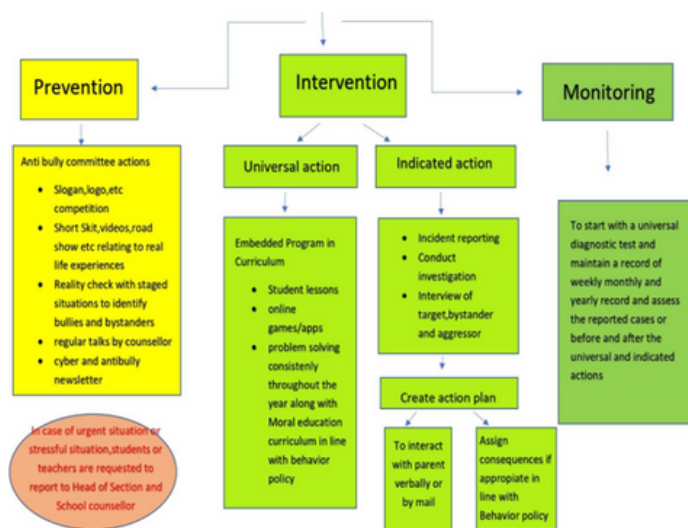 Prevention
Anti bully committee actions
Slogan,logo,etc
competition
Short Skit,videos,road
show etc relating to real
life experiences
Reality check with staged
situations to identify
bullies and bystanders
regular talks by counsellor
cyber and antibully
newsletter
In case of urgent situation or
stressful situation,students or
teachers are requested to
report to Head of Section and
School counsellor
Intervention
Universal action
Embedded Program in
Curriculum
Student lessons
online
games/apps
problem solving
consistenly
throughout the
year along with
Moral education
curriculum in line
with behavior
policy
Indicated action
Incident reporting
Conduct
investigation
Interview of
target,bystander
and aggressor
Create action plan
To interact
with parent
verbally or
by mail
Assign
consequences if
appropiate in
line with
Behavior policy
Monitoring
To start with a universal
diagnostic test and
maintain a record of
weekly monthly and
yearly record and assess
the reported cases or
before and after the
universal and indicated
actions